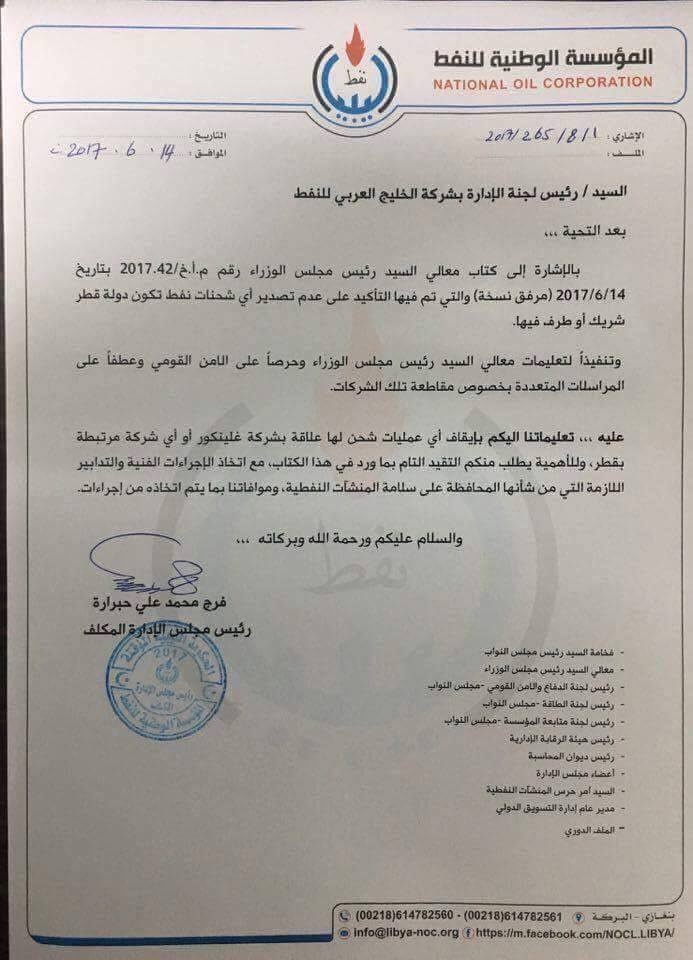 المؤسسة الوطنية للنفط
NATIONAL OIL CORPORATION
نفط
الإشاري : 2017/265/8/1
الملف :
التاريخ :
الموافق : 2017 . 6 . 14
السيد / رئيس لجنة الإدارة بشركة الخليج العربي للنفط
بعد التحية ,,,
بالإشارة إلى كتاب معالي السيد رئيس مجلس الوزراء رقم م.أ.خ/2017.42 بتاريخ
2017/6/14 (مرفق نسخة) والتي تم فيها التأكيد على عدم تصدير أي شحنات نفط تكون دولة قطر
شريك أو طرف فيها.
وتنفيذاً لتعليمات معالي السيد رئيس مجلس الوزراء وحرصاً على الامن القومي وعطفاً على
المراسلات المتعددة بخصوص مقاطعة تلك الشركات.
عليه ,,, تعليماتنا اليكم بإيقاف أي عمليات شحن لها علاقة بشركة غلينكور أو أي شركة مرتبطة
بقطر، وللأهمية يطلب منكم التقيد التام بما ورد في هذا الكتاب، مع اتخاذ الإجراءات الفنية والتدابير
اللازمة التي من شأنها المحافظة على سلامة المنشآت النفطية، وموافاتنا بما يتم اتخاذه من إجراءات.
والسلام عليكم ورحمة الله وبركاته ,,,
فرج محمد علي حبرارة
رئيس مجلس الإدارة المكلف
الحكومة الليبية المؤقتة
2017
رئيس مجلس الإدارة
المكلف
المؤسسة الوطنية للنفط
- فخامة السيد رئيس مجلس النواب
- معالي السيد رئيس مجلس الوزراء
- رئيس لجنة الدفاع والامن القومي -مجلس النواب
- رئيس لجنة الطاقة -مجلس النواب
- رئيس لجنة متابعة المؤسسة -مجلس النواب
- رئيس هيئة الرقابة الإدارية
- رئيس ديوان المحاسبة
- أعضاء مجلس الإدارة
- السيد آمر حرس المنشآت النفطية
- مدير عام إدارة التسويق الدولي
- الملف الدوري
بنغازي - البركة (00218)614782560 - (00218)614782561
info@libya-noc.org https://m.facebook.com/NOCL.LIBYA/